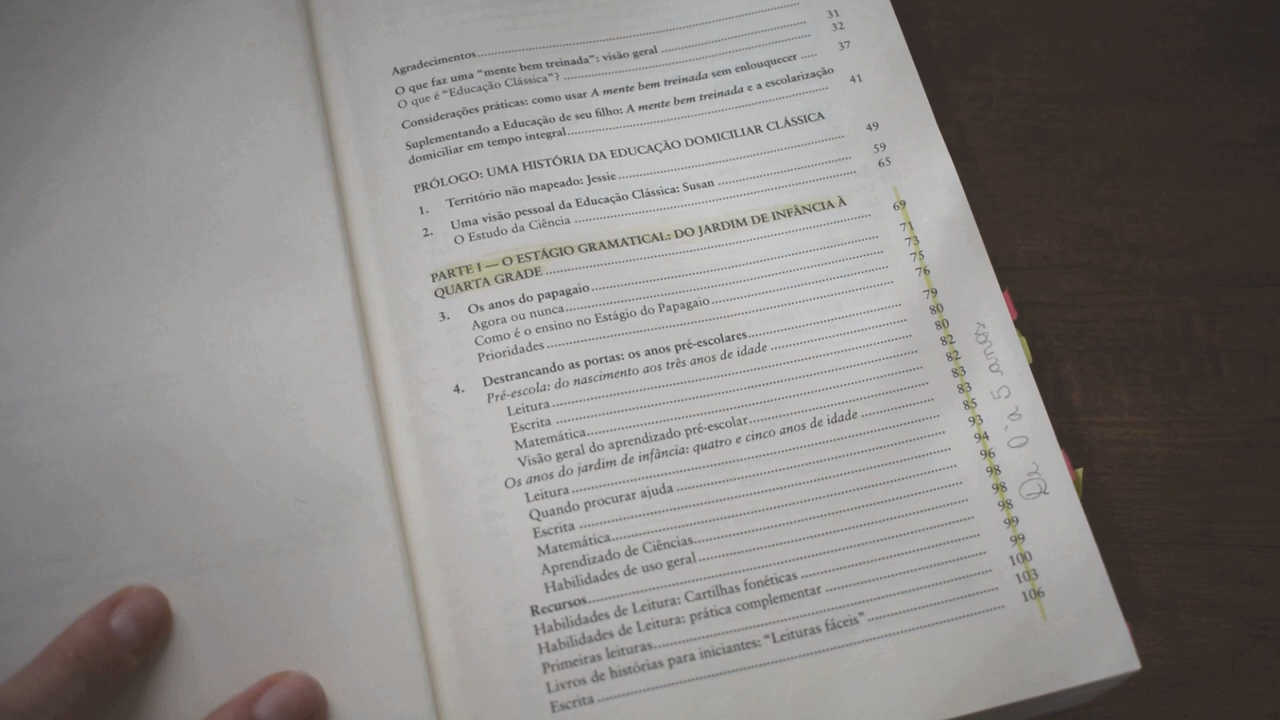 Agradecimentos
O que faz uma “mente bem treinada”: visão geral 31
O que é “Educação Clássica”? 32
Considerações práticas: como usar A mente bem treinada sem enlouquecer 37
Suplementando a Educação de seu filho: A mente bem treinada e a escolarização
domiciliar em tempo integral 41
PRÓLOGO: UMA HISTÓRIA DA EDUCAÇÃO DOMICILIAR CLÁSSICA
1. Território não mapeado: Jessie 49
2. Uma visão pessoal da Educação Clássica: Susan 59
O Estudo da Ciência 65
PARTE I — O ESTÁGIO GRAMATICAL: DO JARDIM DE INFÂNCIA À
QUARTA GRADE 69
3. Os anos do papagaio 71
Agora ou nunca 73
Como é o ensino no Estágio do Papagaio 75
Prioridades 76
4. Destrancando as portas: os anos pré-escolares 79
Pré-escola: do nascimento aos três anos de idade 80
Leitura 80
Escrita 82
Matemática 82
Visão geral do aprendizado pré-escolar 83
Os anos do jardim de infância: quatro e cinco anos de idade 83
Leitura 85
Quando procurar ajuda 93
Escrita 94
Matemática 96
Aprendizado de Ciências 98
Habilidades de uso geral 98
Recursos 98
Habilidades de Leitura: Cartilhas fonéticas 99
Habilidades de Leitura: prática complementar 99
Primeiras leituras 100
Livros de histórias para iniciantes: “Leituras fáceis” 103
Escrita 106
De 0 a 5 anos